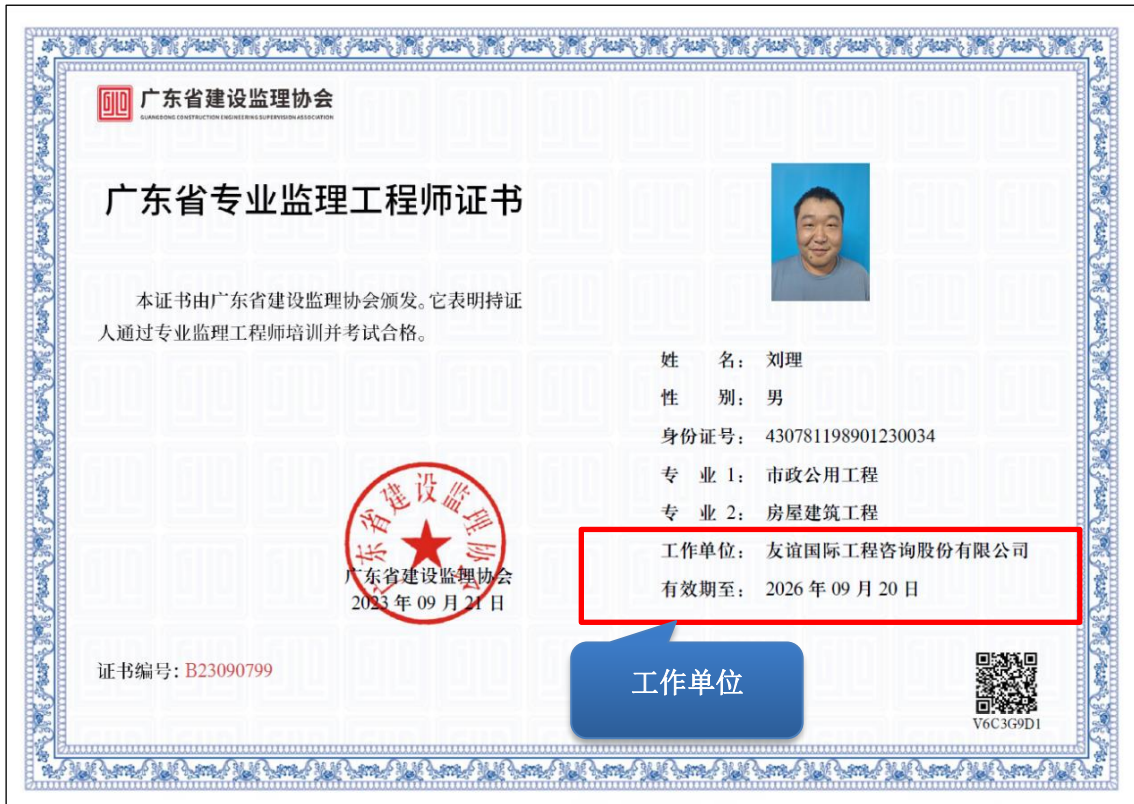 广东省建设监理协会
GUANGDONG CONSTRUCTION ENGINEERING SUPERVISION ASSOCIATION
广东省专业监理工程师证书
本证书由广东省建设监理协会颁发。它表明持证
人通过专业监理工程师培训并考试合格。
姓 名： 刘理
性 别： 男
身份证号： 430781198901230034
专 业 1： 市政公用工程
专 业 2： 房屋建筑工程
工作单位： 友谊国际工程咨询股份有限公司
有效期至： 2026 年 09 月 20 日
广东省建设监理协会
广东省建设监理协会
2023 年 09 月 21 日
证书编号：B23090799
工作单位
V6C3G9D1